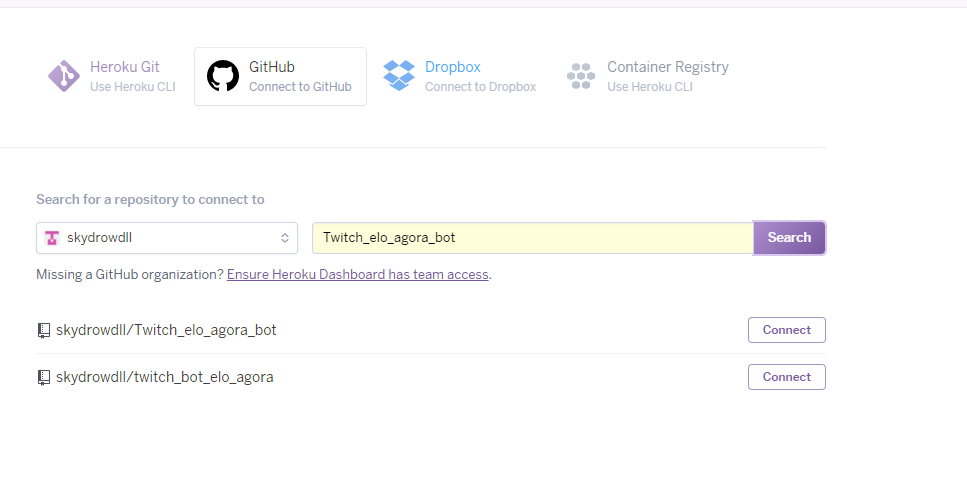 Heroku Git
Use Heroku CLI
GitHub
Connect to GitHub
Dropbox
Connect to Dropbox
Container Registry
Use Heroku CLI
Search for a repository to connect to
skydrowdll
Twitch_elo_agora_bot
Search
Missing a GitHub organization? Ensure Heroku Dashboard has team access.
skydrowdll/Twitch_elo_agora_bot
Connect
skydrowdll/twitch_bot_elo_agora
Connect